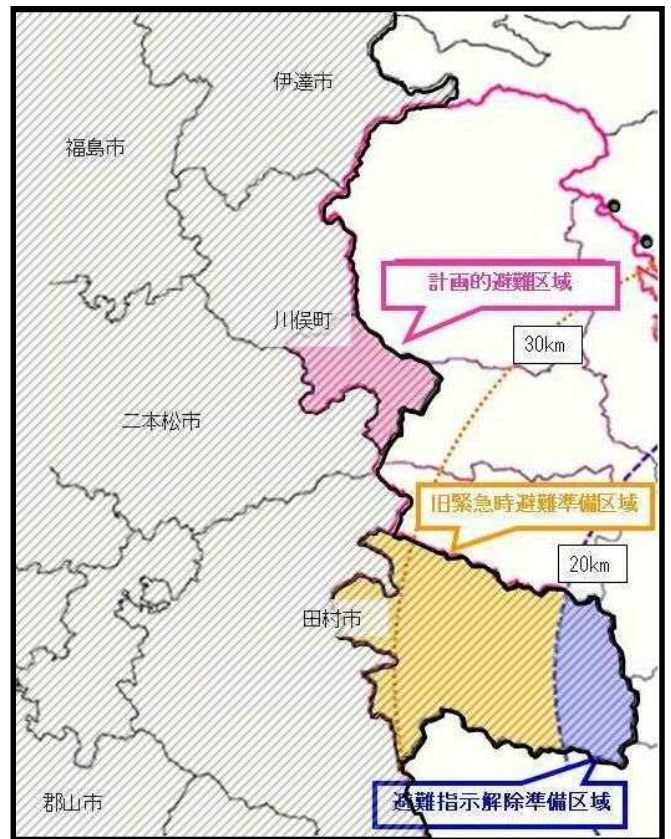 伊達市
福島市
計画的避難区域
川俣町
30km
二本松市
旧緊急時避難準備区域
20km
田村市
避難指示解除準備区域
郡山市